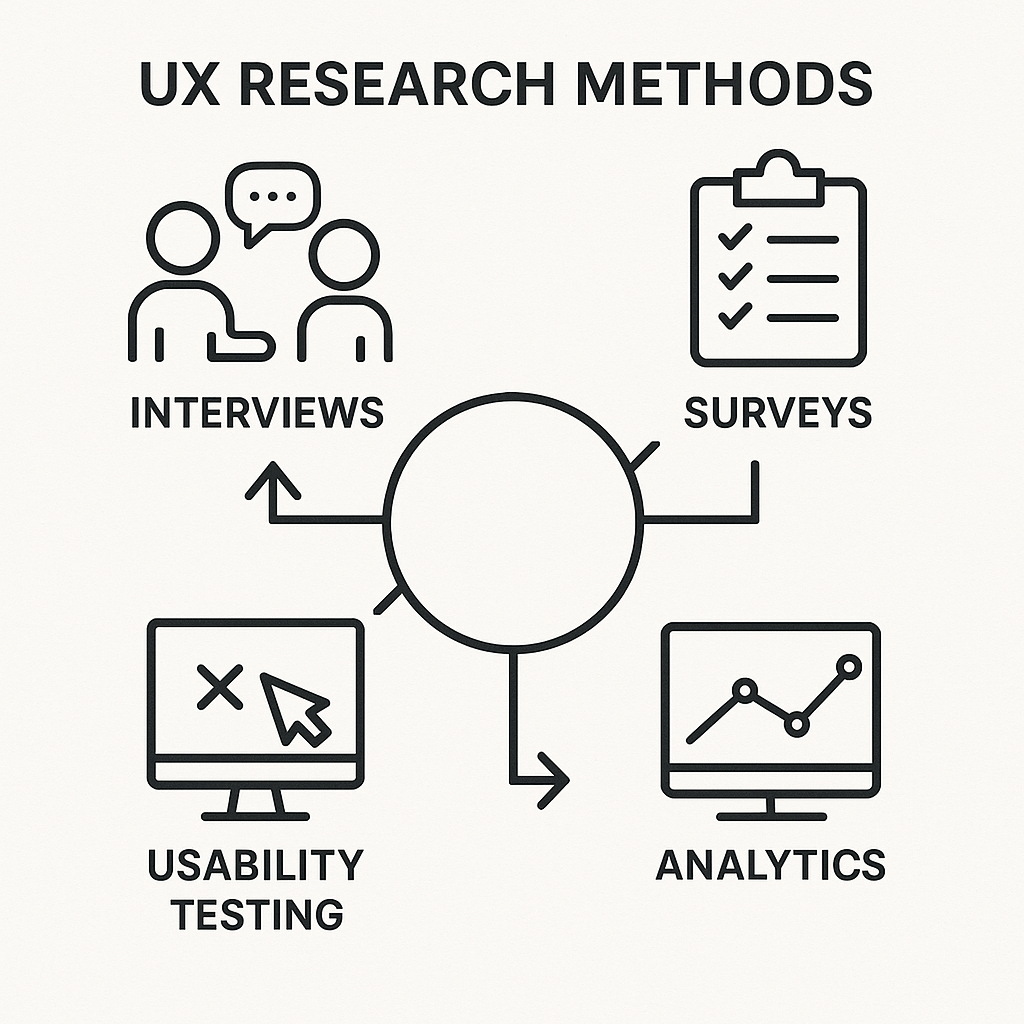 UX RESEARCH METHODS
INTERVIEWS
SURVEYS
USABILITY
TESTING
ANALYTICS